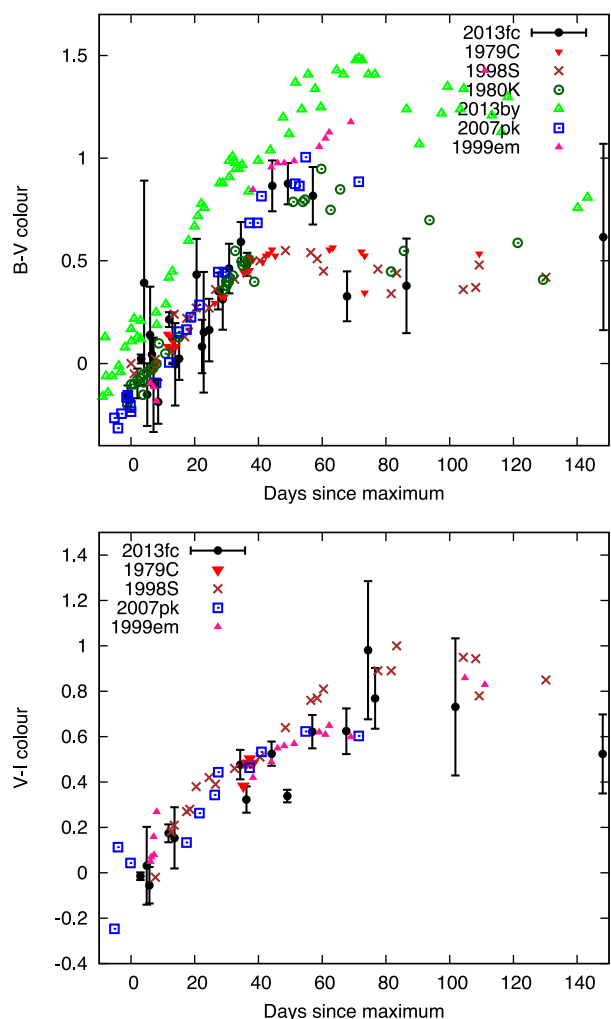 1.5
1
0.5
0
B-V colour
2013fc
1979C
1998S
1980K
2013by
2007pk
1999em
0 20 40 60 80 100 120 140
Days since maximum
1.4
1.2
1
0.8
0.6
0.4
0.2
0
-0.2
-0.4
V-I colour
2013fc
1979C
1998S
2007pk
1999em
0 20 40 60 80 100 120 140
Days since maximum